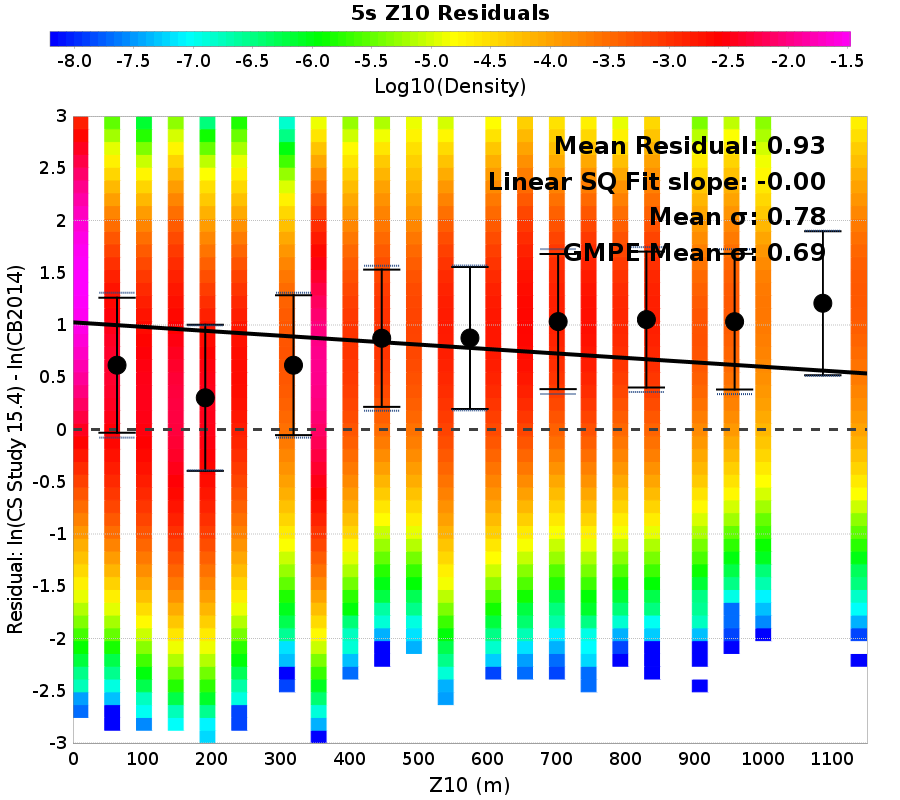 5s Z10 Residuals
-8.0 -7.5 -7.0 -6.5 -6.0 -5.5 -5.0 -4.5 -4.0 -3.5 -3.0 -2.5 -2.0 -1.5
Log10(Density)
Mean Residual: 0.93
Linear SQ Fit slope: -0.00
Mean σ: 0.78
GMPE Mean σ: 0.69
3
2.5
2
1.5
1
0.5
0
-0.5
-1
-1.5
-2
-2.5
-3
Residual: ln(CS Study 15.4) - ln(CB2014)
0 100 200 300 400 500 600 700 800 900 1000 1100
Z10 (m)